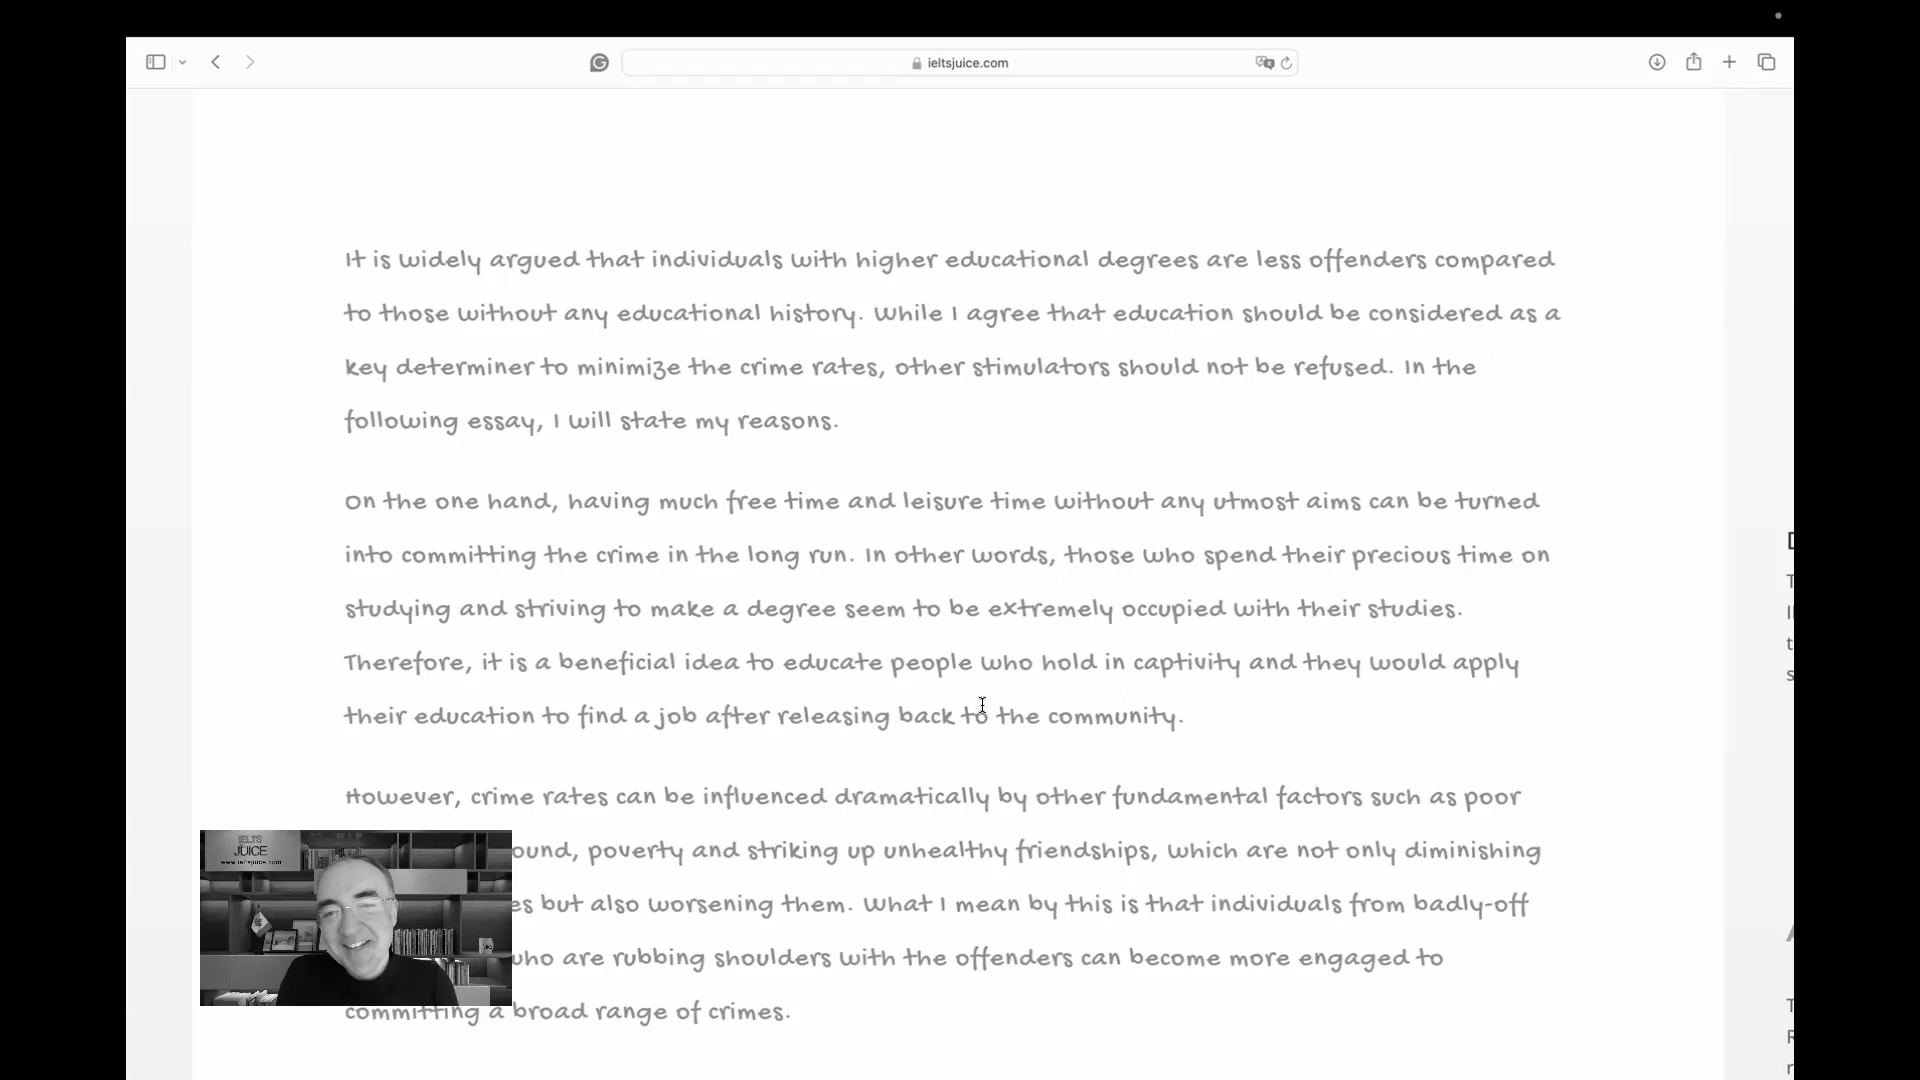 ieltsjuice.com
It is widely argued that individuals with higher educational degrees are less offenders compared
to those without any educational history. While I agree that education should be considered as a
key determiner to minimize the crime rates, other stimulators should not be refused. In the
following essay, I will state my reasons.
On the one hand, having much free time and leisure time without any utmost aims can be turned
into committing the crime in the long run. In other words, those who spend their precious time on
studying and striving to make a degree seem to be extremely occupied with their studies.
Therefore, it is a beneficial idea to educate people who hold in captivity and they would apply
their education to find a job after releasing back to the community.
However, crime rates can be influenced dramatically by other fundamental factors such as poor
ound, poverty and striking up unhealthy friendships, which are not only diminishing
es but also worsening them. What I mean by this is that individuals from badly-off
who are rubbing shoulders with the offenders can become more engaged to
committing a broad range of crimes.
IELTS
JUICE
www.ieltsjuice.com